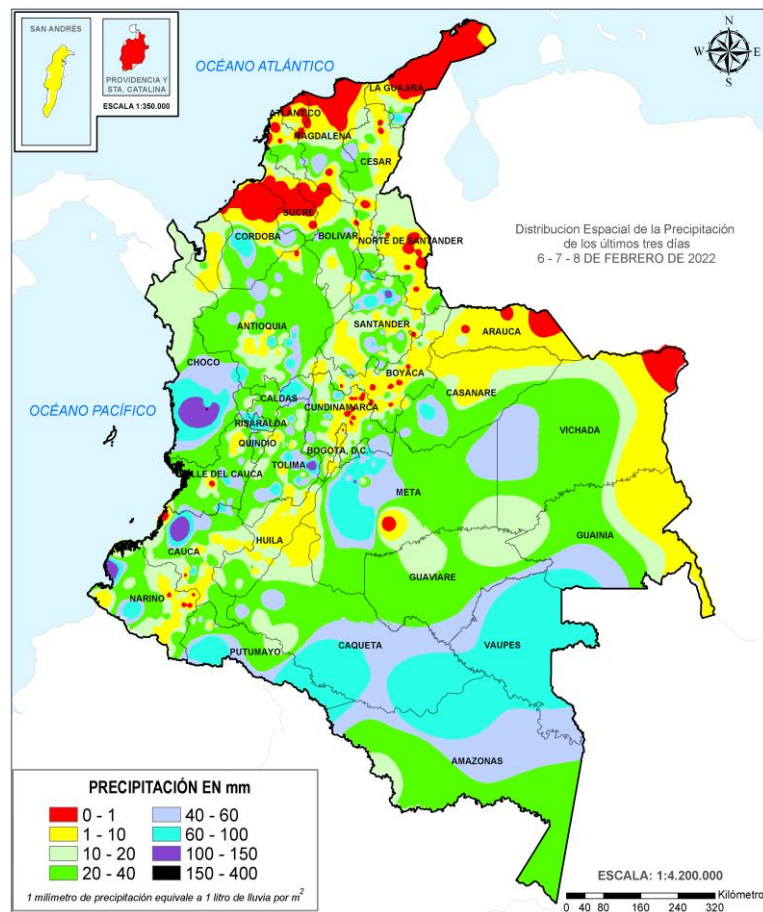 SAN ANDRÉS
PROVIDENCIA Y
STA. CATALINA
ESCALA 1:350.000
OCÉANO ATLÁNTICO
N
W E
S
LA GUAJIRA
ATLANTICO
MAGDALENA
CESAR
SUCRE
CORDOBA
BOLIVAR
NORTE DE SANTANDER
Distribucion Espacial de la Precipitación
de los últimos tres días
6 - 7 - 8 DE FEBRERO DE 2022
ANTIOQUIA
SANTANDER
ARAUCA
CHOCO
BOYACA
CASANARE
OCÉANO PACÍFICO
CALDAS
CUNDINAMARCA
RISARALDA
VICHADA
QUINDIO
BOGOTA, D.C.
TOLIMA
VALLE DEL CAUCA
META
HUILA
GUAINIA
CAUCA
GUAVIARE
NARINO
CAQUETA
VAUPES
PUTUMAYO
AMAZONAS
PRECIPITACIÓN EN mm
0 - 1
40 - 60
1 - 10
60 - 100
10 - 20
100 - 150
20 - 40
150 - 400
1 milímetro de precipitación equivale a 1 litro de lluvia por m²
ESCALA: 1:4.200.000
Kilómetros
0 40 80 160 240 320